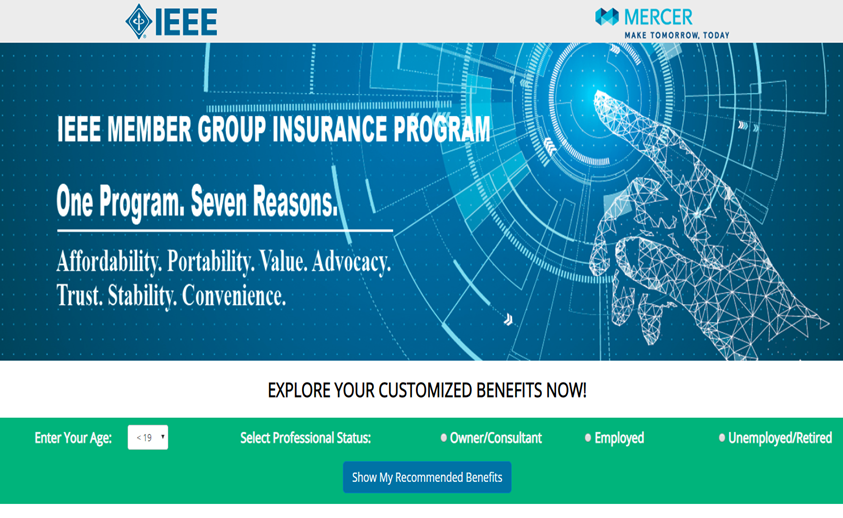 IEEE
MERCER
MAKE TOMORROW, TODAY
IEEE MEMBER GROUP INSURANCE PROGRAM
One Program. Seven Reasons.
Affordability. Portability. Value. Advocacy.
Trust. Stability. Convenience.
EXPLORE YOUR CUSTOMIZED BENEFITS NOW!
Enter Your Age: < 19 Select Professional Status: Owner/Consultant Employed Unemployed/Retired
Show My Recommended Benefits